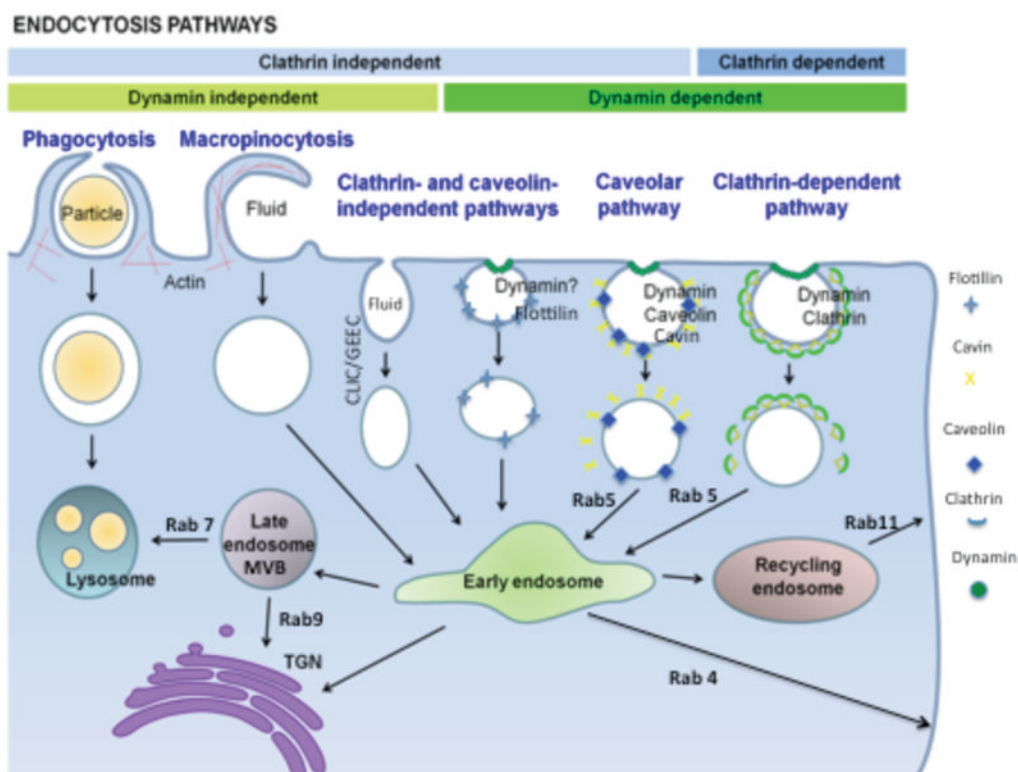 ENDOCYTOSIS PATHWAYS
Clathrin independent
Clathrin dependent
Dynamin independent
Dynamin dependent
Phagocytosis
Macropinocytosis
Clathrin- and caveolin-
independent pathways
Caveolar
pathway
Clathrin-dependent
pathway
Particle
Fluid
Actin
Fluid
CLIC/GEEC
Dynamin?
Flottilin
Dynamin
Caveolin
Cavin
Dynamin
Clathrin
Flotillin
Cavin
Caveolin
Clathrin
Dynamin
Rab5
Rab 5
Rab11
Rab 7
Late
endosome
MVB
Lysosome
Early endosome
Recycling
endosome
Rab9
TGN
Rab 4